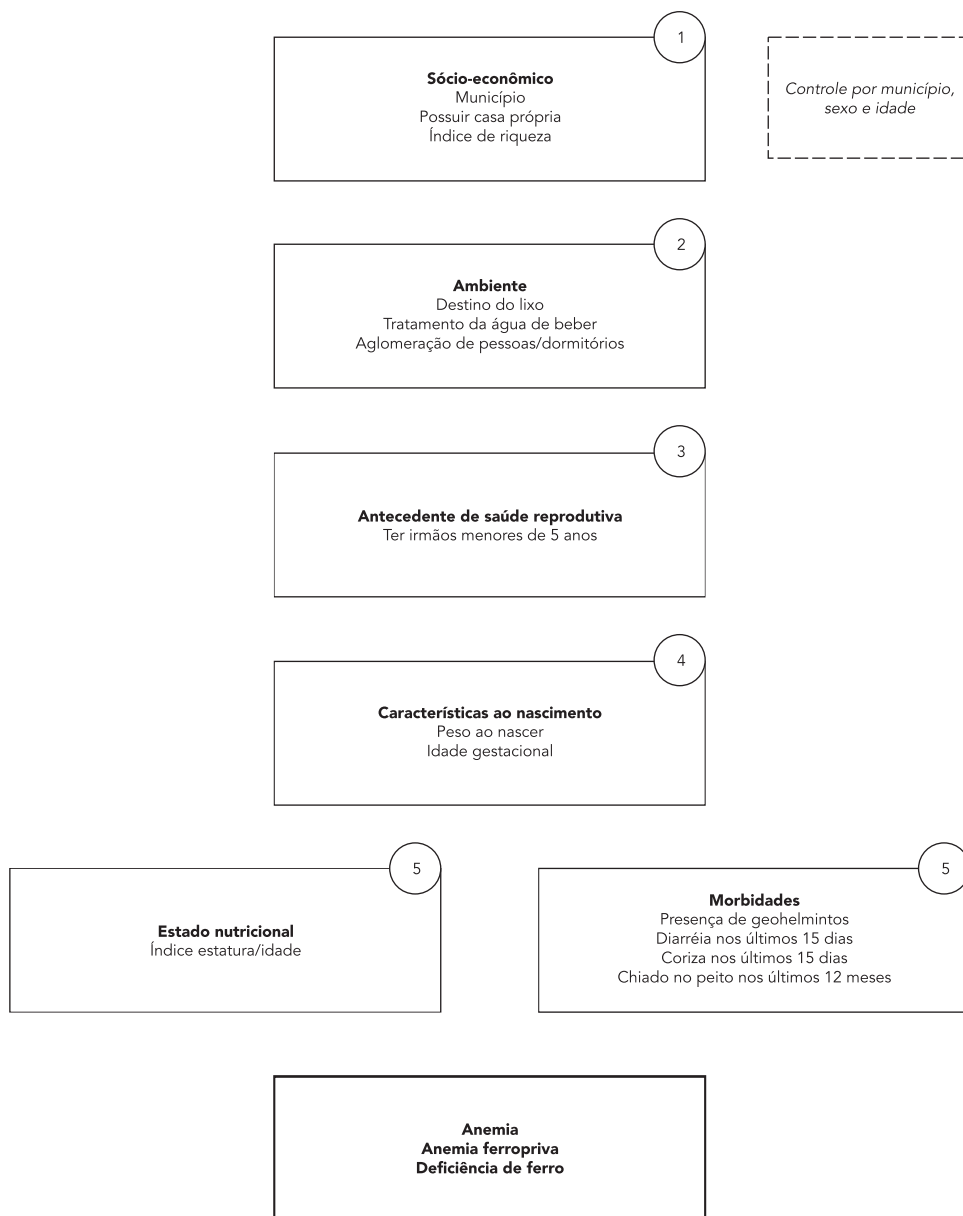 1
Sócio-econômico
Município
Possuir casa própria
Índice de riqueza
Controle por município,
sexo e idade
2
Ambiente
Destino do lixo
Tratamento da água de beber
Aglomeração de pessoas/dormitórios
3
Antecedente de saúde reprodutiva
Ter irmãos menores de 5 anos
4
Características ao nascimento
Peso ao nascer
Idade gestacional
5
Estado nutricional
Índice estatura/idade
5
Morbidades
Presença de geohelmintos
Diarréia nos últimos 15 dias
Coriza nos últimos 15 dias
Chiado no peito nos últimos 12 meses
Anemia
Anemia ferropriva
Deficiência de ferro